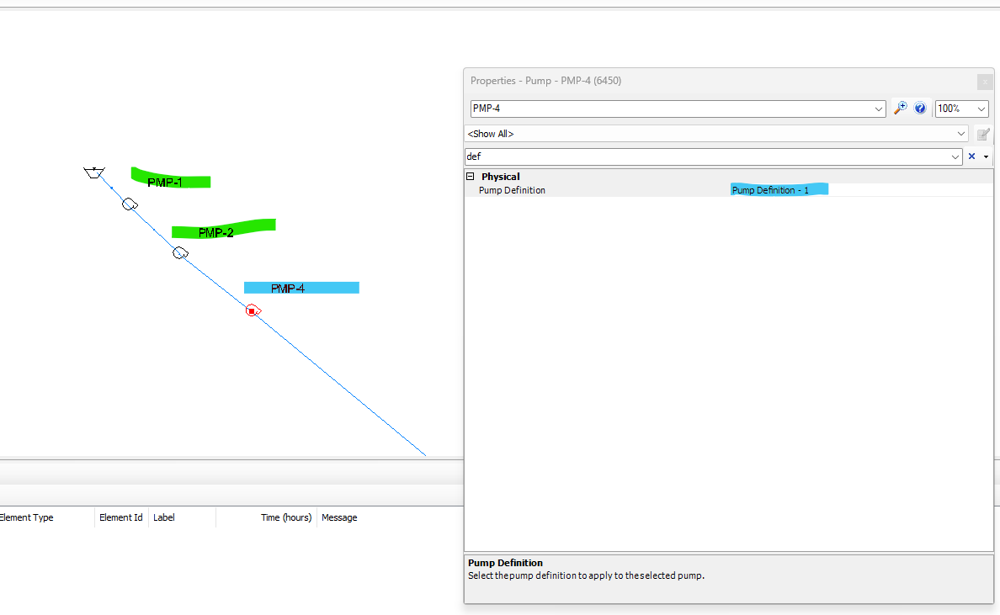 Properties - Pump - PMP-4 (6450)
PMP-4
100%
<Show All>
def
Physical
Pump Definition Pump Definition - 1
PMP-1
PMP-2
PMP-4
Element Type Element Id Label Time (hours) Message
Pump Definition
Select the pump definition to apply to the selected pump.